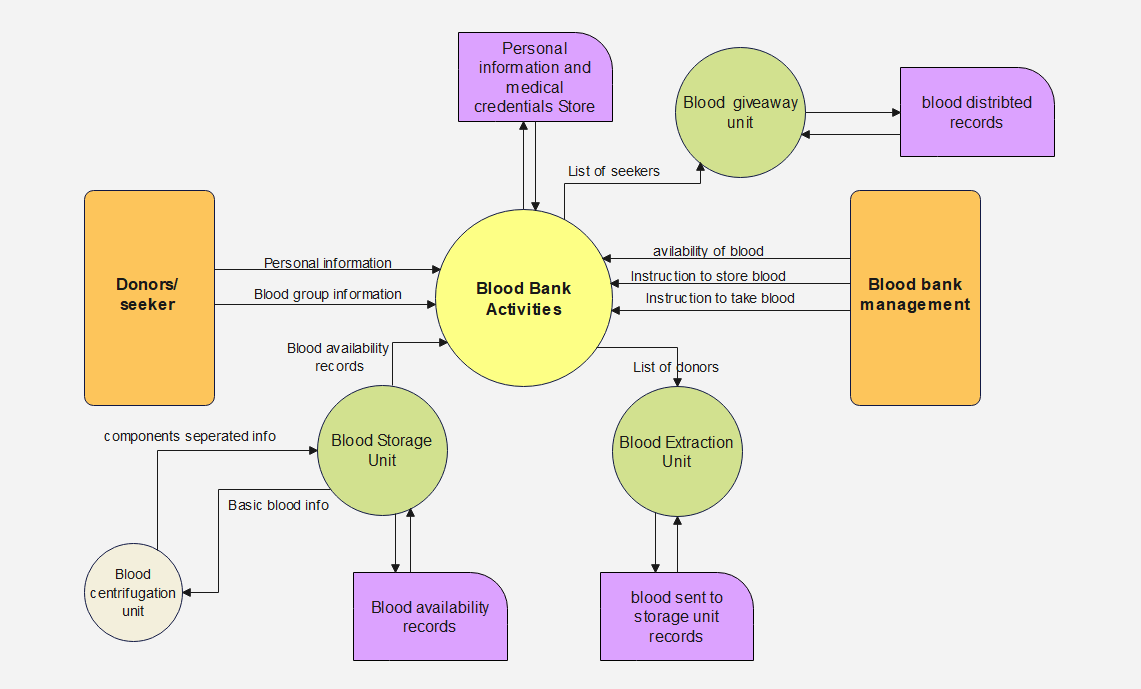 Personal
information and
medical
credentials Store
Blood giveaway
unit
blood distribted
records
List of seekers
Donors/
seeker
Personal information
Blood group information
Blood Bank
Activities
avilability of blood
Instruction to store blood
Instruction to take blood
Blood bank
management
Blood availability
records
List of donors
components seperated info
Blood Storage
Unit
Blood Extraction
Unit
Basic blood info
Blood
centrifugation
unit
Blood availability
records
blood sent to
storage unit
records